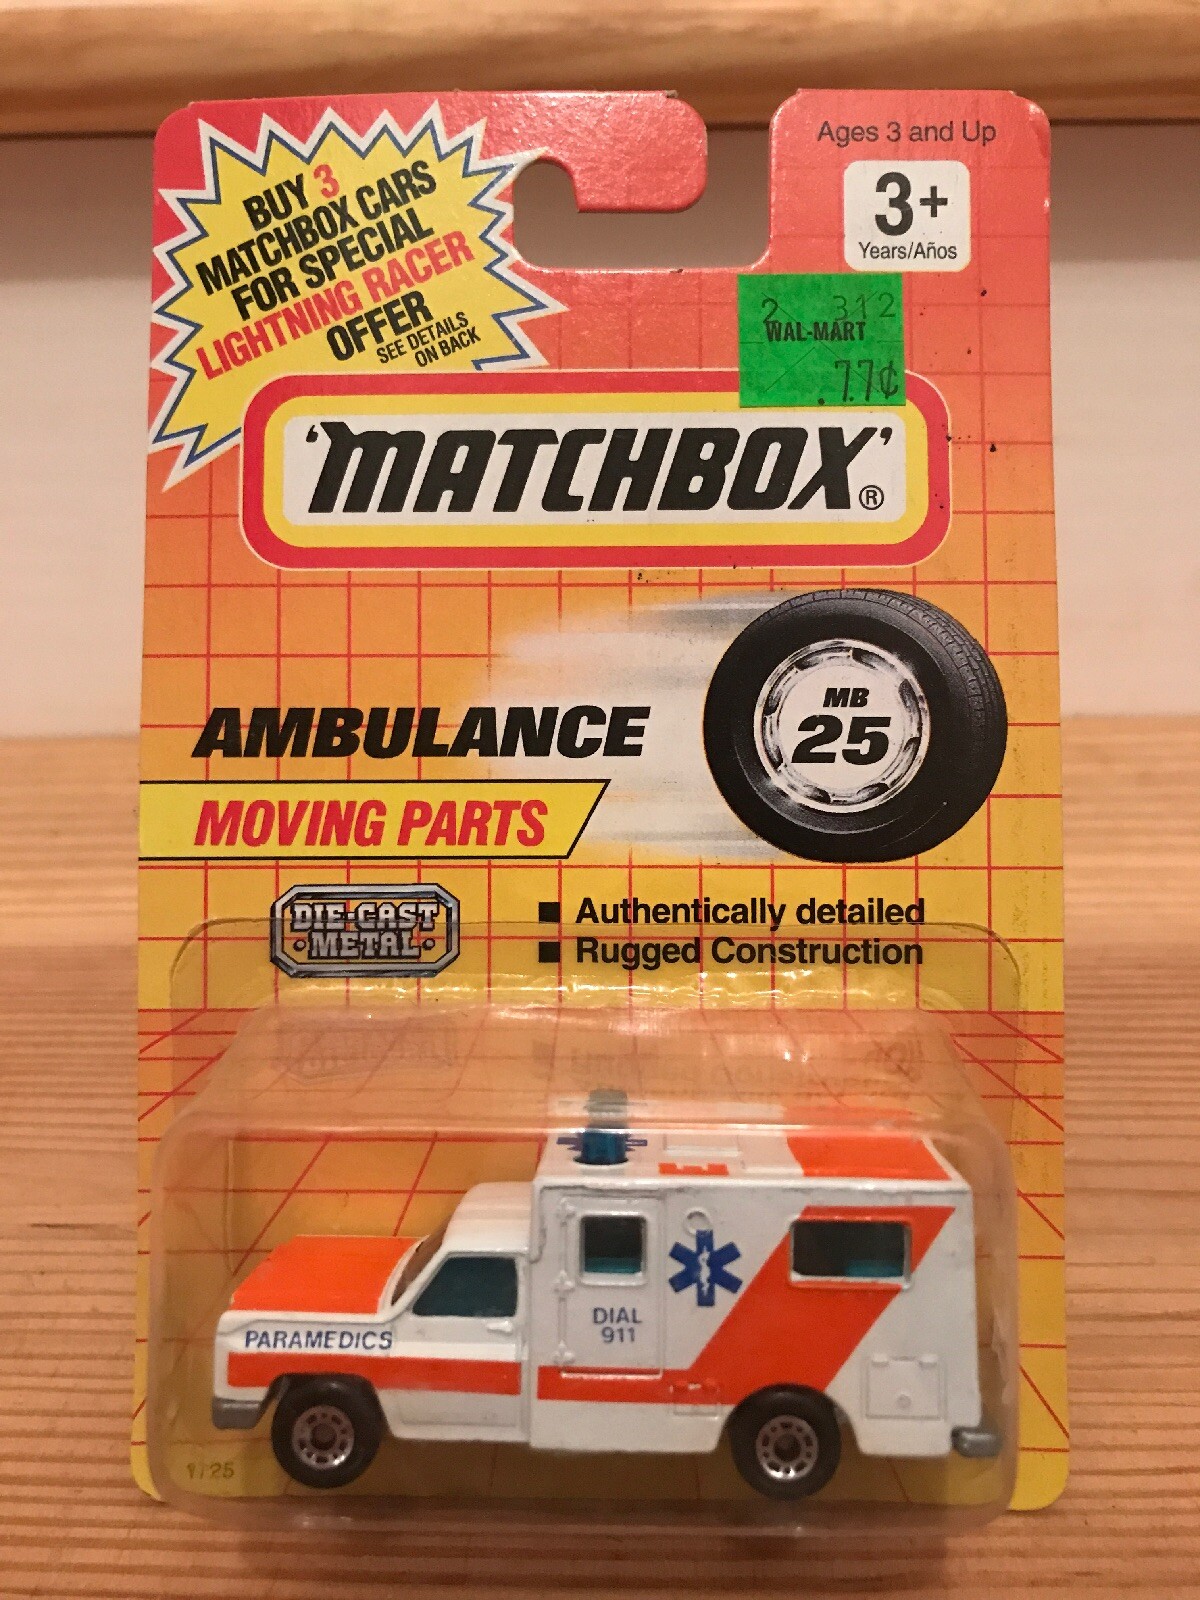 BUY 3
MATCHBOX CARS
FOR SPECIAL
LIGHTNING RACER
OFFER
SEE DETAILS
ON BACK
Ages 3 and Up
3+
Years/Años
2 312
WAL-MART
.77¢
'MATCHBOX'®
AMBULANCE
MB
25
MOVING PARTS
DIE-CAST
·METAL·
■ Authentically detailed
■ Rugged Construction
E
DIAL
911
PARAMEDICS
1/25